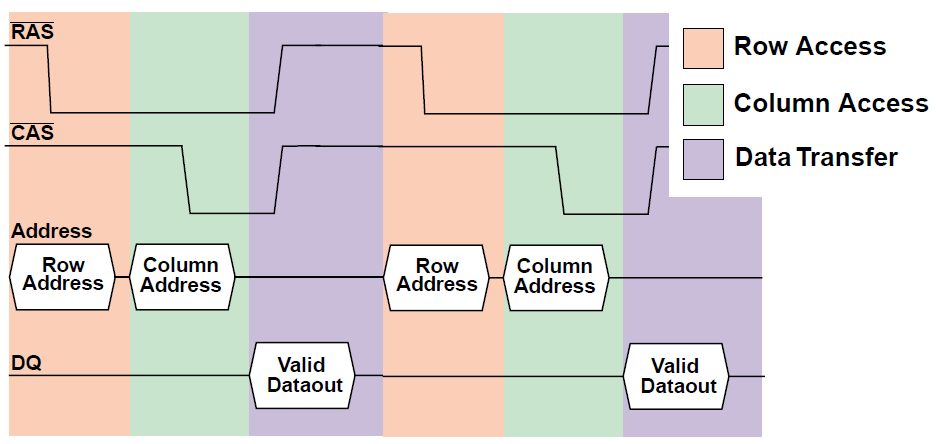 RAS
CAS
Address
Row
Address
Column
Address
Row
Address
Column
Address
DQ
Valid
Dataout
Valid
Dataout
Row Access
Column Access
Data Transfer